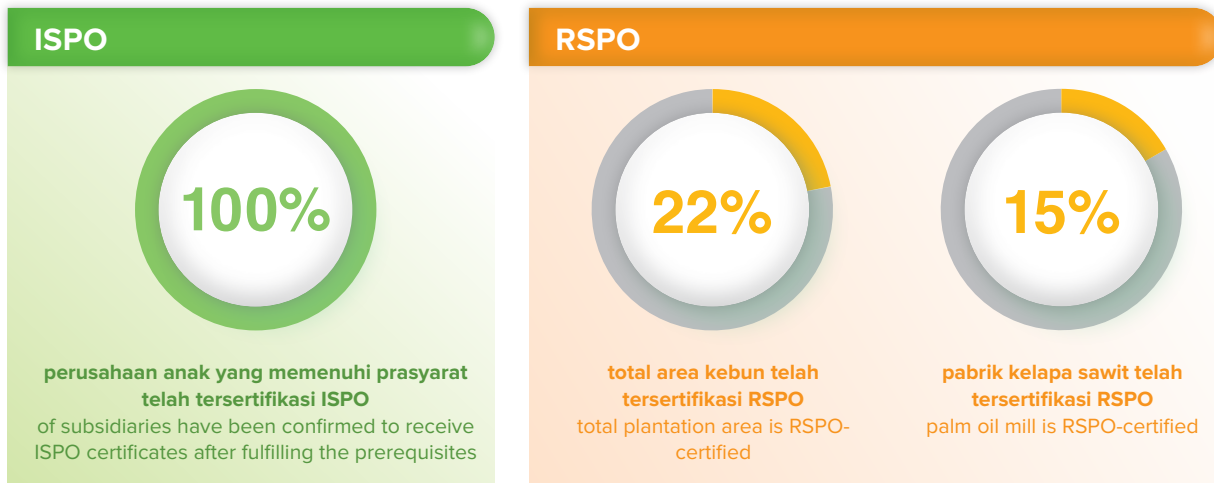 ISPO
100%
perusahaan anak yang memenuhi prasyarat
telah tersertifikasi ISPO
of subsidiaries have been confirmed to receive
ISPO certificates after fulfilling the prerequisites
RSPO
22%
total area kebun telah
tersertifikasi RSPO
total plantation area is RSPO-
certified
15%
pabrik kelapa sawit telah
tersertifikasi RSPO
palm oil mill is RSPO-certified